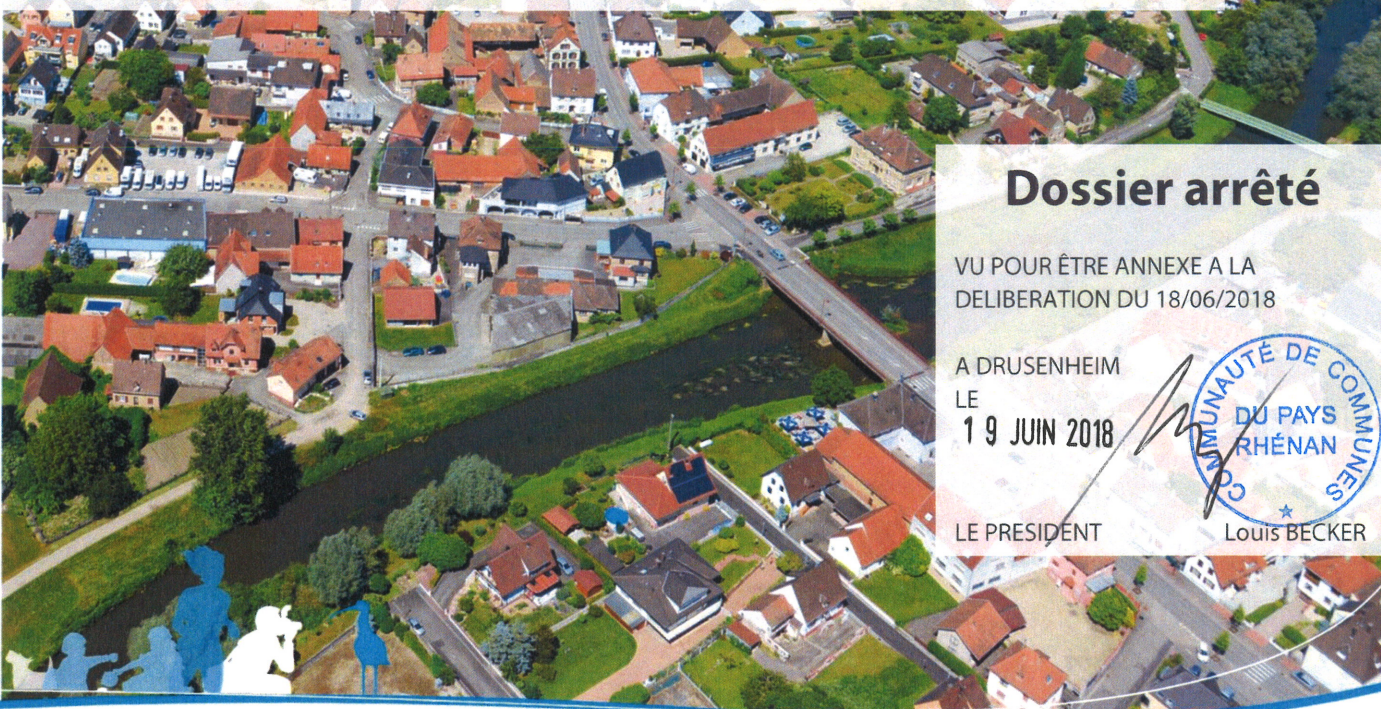 Dossier arrêté
VU POUR ÊTRE ANNEXE A LA
DELIBERATION DU 18/06/2018
A DRUSENHEIM
LE
19 JUIN 2018
COMMUNAUTÉ DE COMMUNES
DU PAYS
RHÉNAN
LE PRESIDENT
Louis BECKER